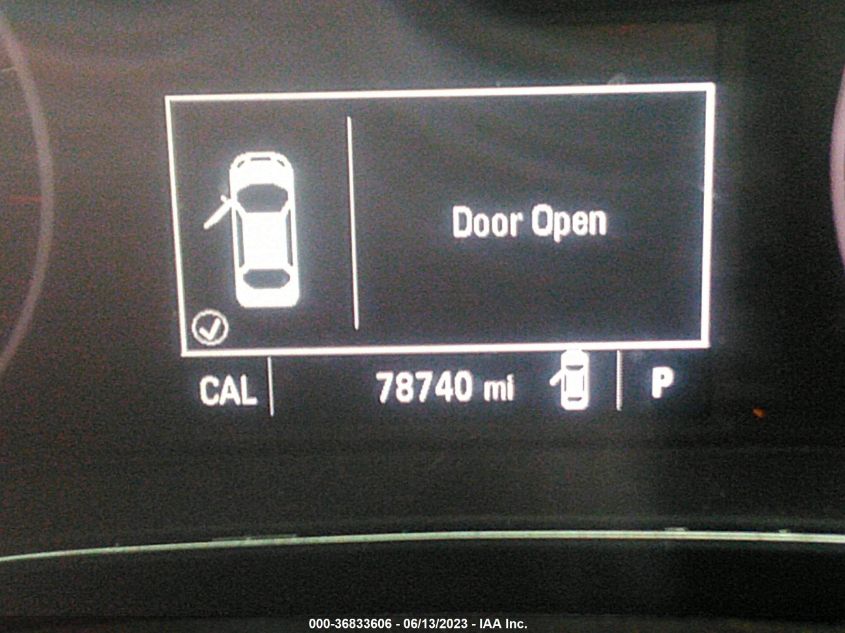 Door Open
CAL 78740 mi P
000-36833606 - 06/13/2023 - IAA Inc.